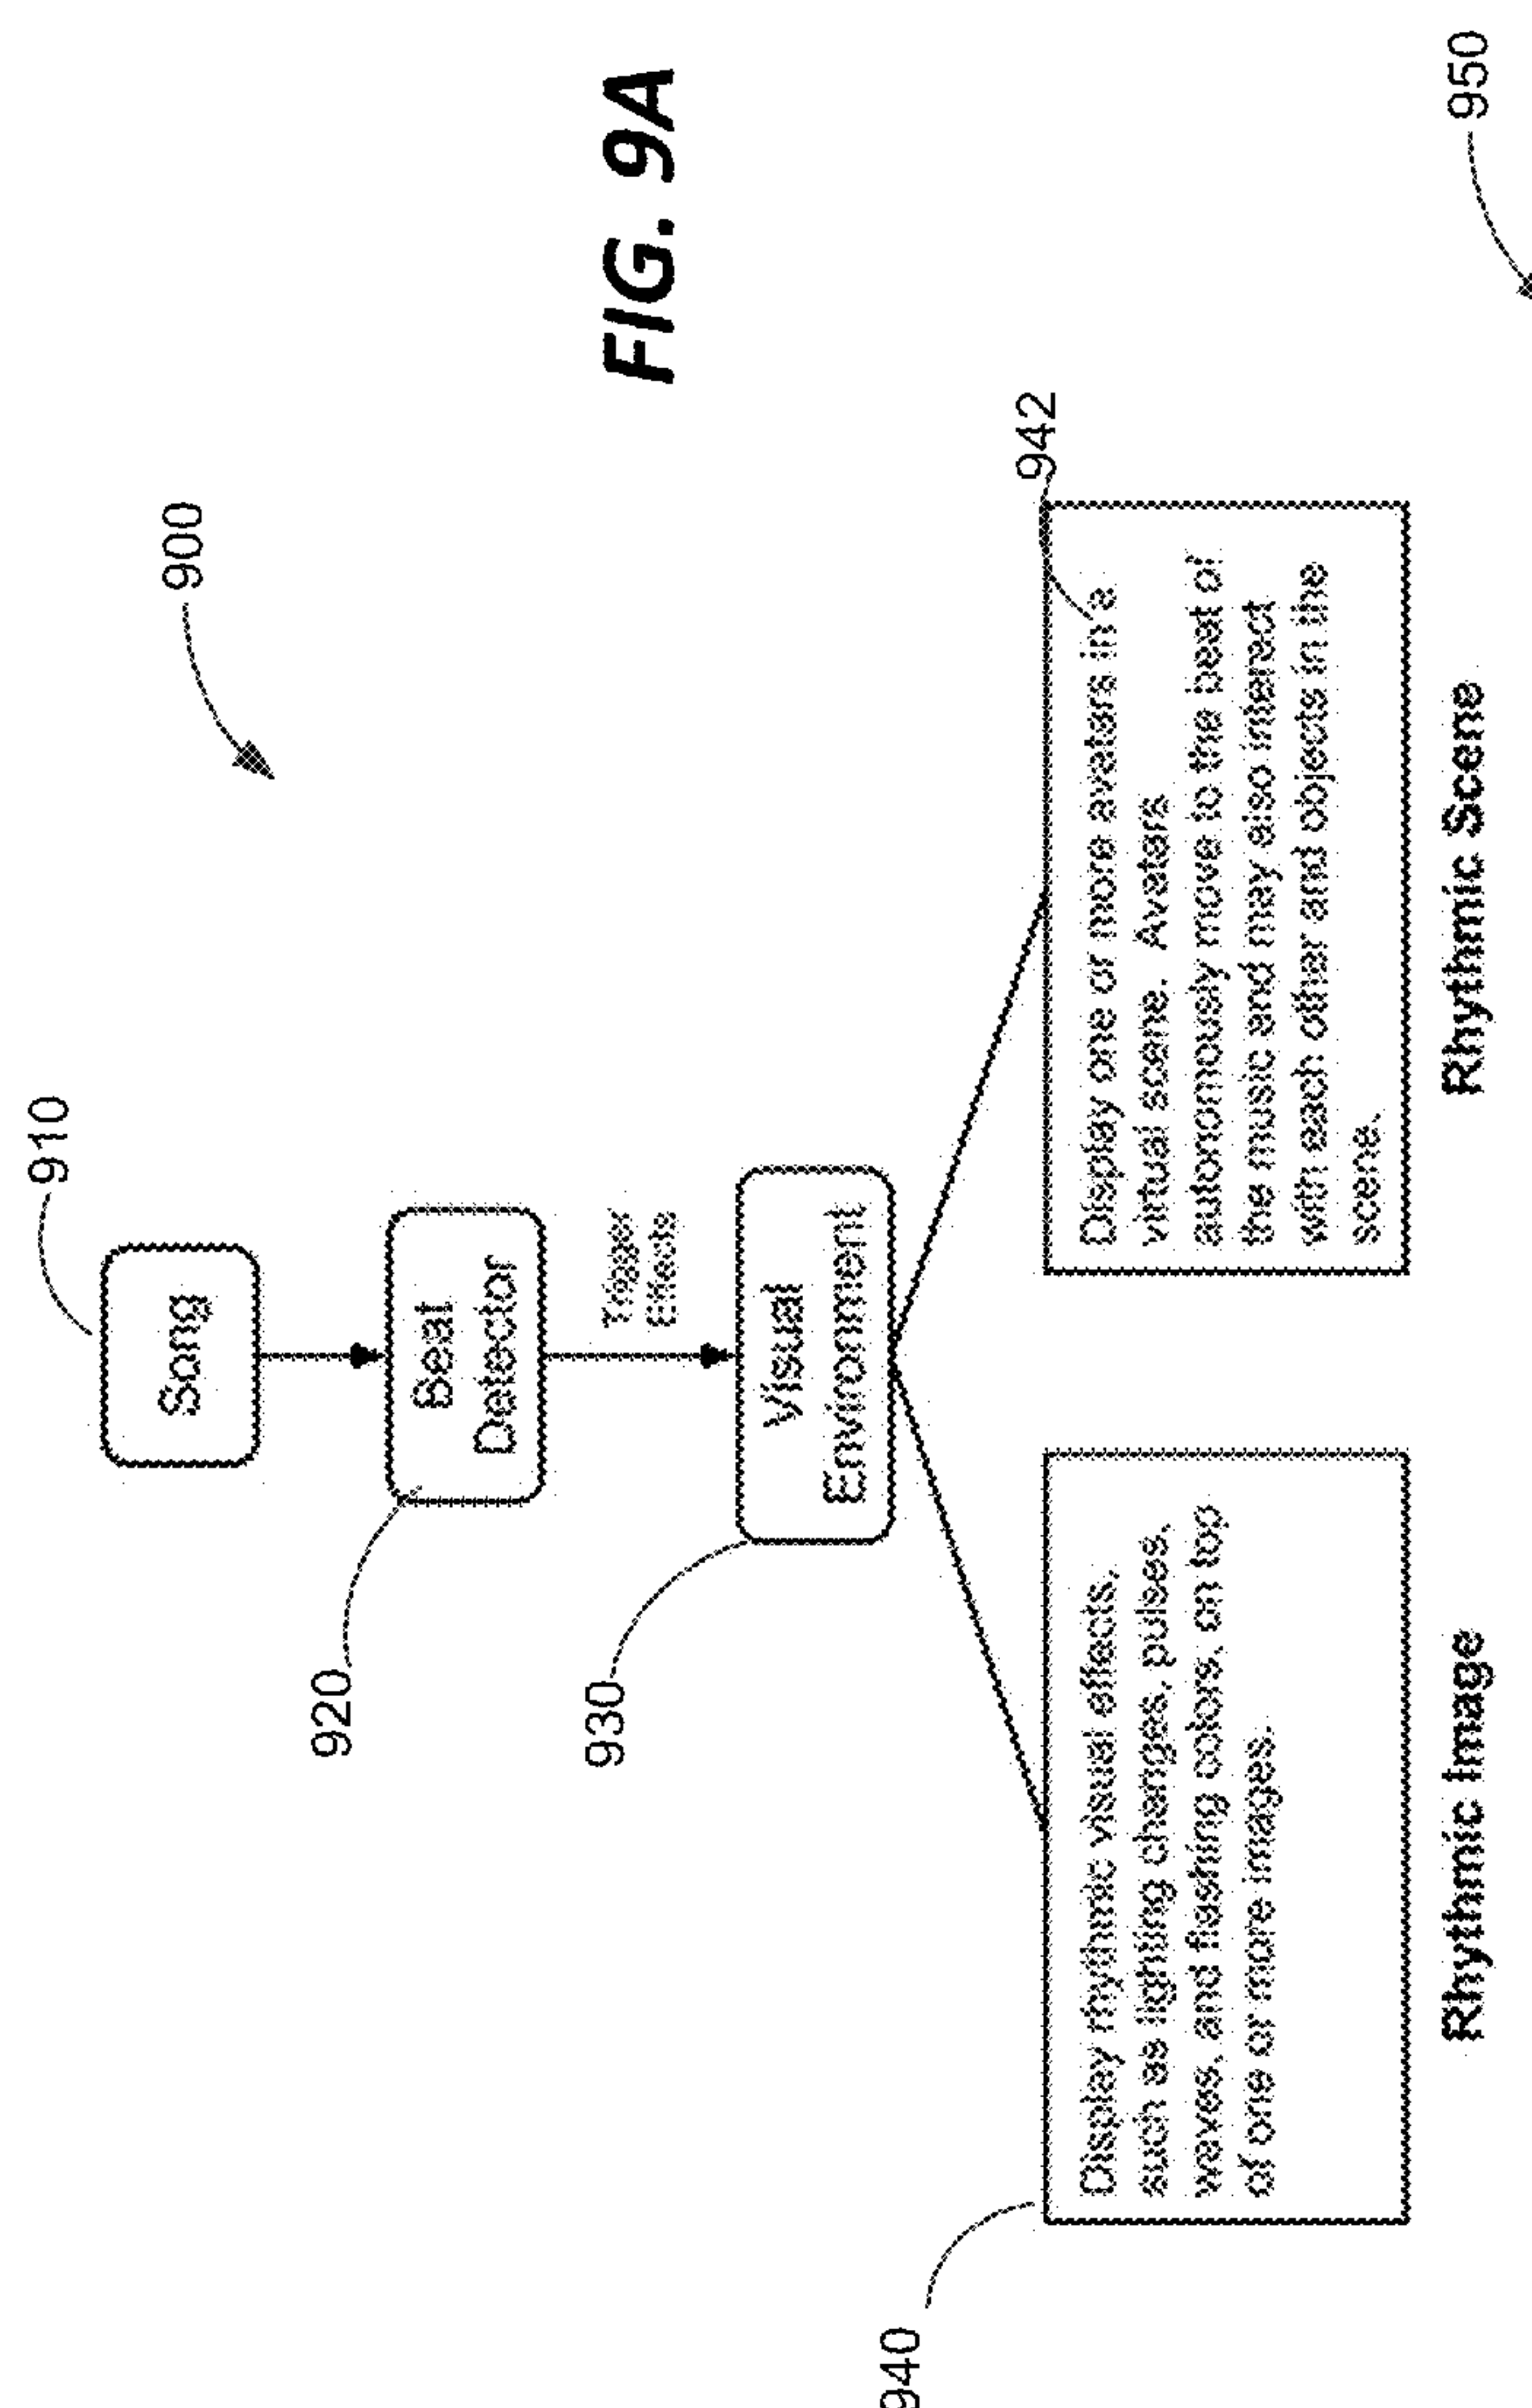 FIG. 9A
900
910
Song
920
Beat
Detector
Trigger
Effects
930
Visual
Environment
940
Display rhythmic visual effects,
such as lighting changes, pulses,
waves, and flashing colors, on top
of one or more images.
Rhythmic Image
942
Display one or more avatars in a
virtual scene. Avatars
autonomously move to the beat of
the music and may also interact
with each other and objects in the
scene.
Rhythmic Scene
950